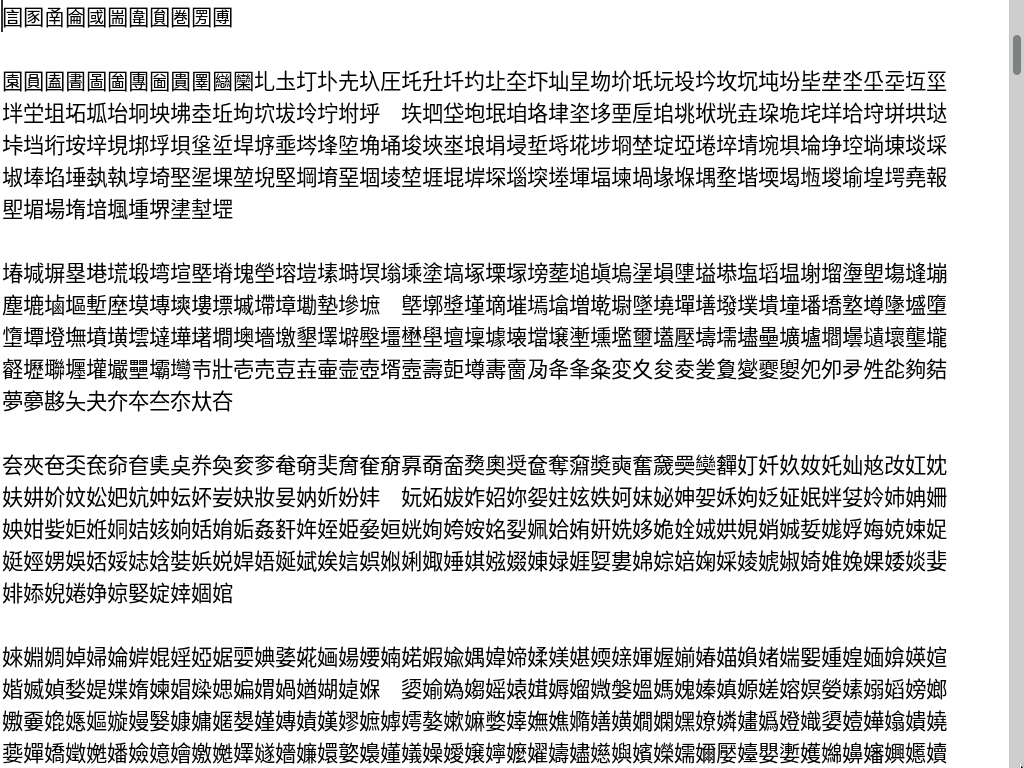 圁圂圅圇國圌圍圎圏圐圑
園圓圔圕圖圗團圙圚圛圝圞圠圡圢圤圥圦圧圫圱圲圴圵圶圷圸圼圽圿坁坃坄坅坆坈坉坋坒坓坔坕坖坘坙
坢坣坥坧坬坮坰坱坲坴坵坸坹坺坽坾坿垀　垁垇垈垉垊垍垎垏垐垑垔垕垖垗垘垙垚垜垝垞垟垥垨垪垬垯
垰垱垳垵垶垷垹垺垻垼垽垾垿埀埁埄埅埆埇埈埉埊埌埍埐埑埓埖埗埛埜埞埡埢埣埥埦埧埨埩埪埫埬埮埰
埱埲埳埵埶執埻埼埾埿堁堃堄堅堈堉堊堌堎堏堐堒堓堔堖堗堘堚堛堜堝堟堢堣堥堦堧堨堩堫堬堭堮堯報
堲堳場堶堷堸堹堺堻堼堽
堾堿塀塁塂塃塅塆塇塈塉塊塋塎塏塐塒塓塕塖塗塙塚塛塜塝塟塠塡塢塣塤塦塧塨塩塪塭塮塯塰塱塲塳塴
塵塶塷塸塹塺塻塼塽塿墂墄墆墇墈墊墋墌　墍墎墏墐墑墔墕墖増墘墛墜墝墠墡墢墣墤墥墦墧墪墫墬墭墮
墯墰墱墲墳墴墵墶墷墸墹墺墻墽墾墿壀壂壃壄壆壇壈壉壊壋壌壍壎壏壐壒壓壔壖壗壘壙壚壛壜壝壞壟壠
壡壢壣壥壦壧壨壩壪壭壯壱売壴壵壷壸壺壻壼壽壾壿夀夁夃夅夆夈変夊夋夌夎夐夑夒夓夗夘夛夝夞夠夡
夢夣夦夨夬夰夲夳夵夶夻
夽夾夿奀奃奅奆奊奌奍奐奒奓奙奛奜奝奞奟奡奣奤奦奧奨奩奪奫奬奭奮奯奰奱奲奵奷奺奻奼奾奿妀妅妉
妋妌妎妏妐妑妔妕妘妚妛妜妝妟妠妡妢妦　妧妬妭妰妱妳妴妵妶妷妸妺妼妽妿姀姁姂姃姄姅姇姈姉姌姍
姎姏姕姖姙姛姞姟姠姡姢姤姦姧姩姪姫姭姮姯姰姱姲姳姴姵姶姷姸姺姼姽姾娀娂娊娋娍娎娏娐娒娔娕娖
娗娙娚娛娝娞娡娢娤娦娧娨娪娫娬娭娮娯娰娳娵娷娸娹娺娻娽娾娿婁婂婃婄婅婇婈婋婌婍婎婏婐婑婒婓
婔婖婗婘婙婛婜婝婞婟婠
婡婣婤婥婦婨婩婫婬婭婮婯婰婱婲婳婸婹婻婼婽婾媀媁媂媃媄媅媆媇媈媉媊媋媌媍媎媏媐媑媓媔媕媖媗
媘媙媜媝媞媟媠媡媢媣媤媥媦媧媨媩媫媬　媭媮媯媰媱媴媶媷媹媺媻媼媽媿嫀嫃嫄嫅嫆嫇嫈嫊嫋嫍嫎嫏
嫐嫑嫓嫕嫗嫙嫚嫛嫝嫞嫟嫢嫤嫥嫧嫨嫪嫬嫭嫮嫯嫰嫲嫳嫴嫵嫶嫷嫸嫹嫺嫻嫼嫽嫾嫿嬀嬁嬂嬃嬄嬅嬆嬇嬈
嬊嬋嬌嬍嬎嬏嬐嬑嬒嬓嬔嬕嬘嬙嬚嬛嬜嬝嬞嬟嬠嬡嬢嬣嬤嬥嬦嬧嬨嬩嬪嬫嬬嬭嬮嬯嬰嬱嬳嬵嬶嬸嬹嬺嬻